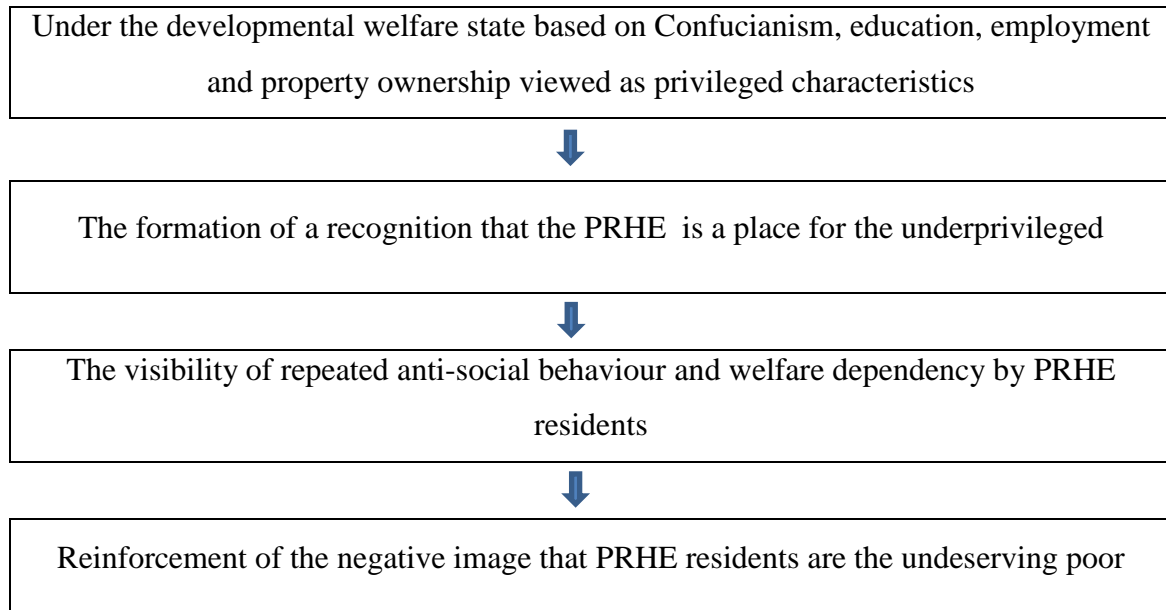 Under the developmental welfare state based on Confucianism, education, employment
and property ownership viewed as privileged characteristics
The formation of a recognition that the PRHE is a place for the underprivileged
The visibility of repeated anti-social behaviour and welfare dependency by PRHE
residents
Reinforcement of the negative image that PRHE residents are the undeserving poor